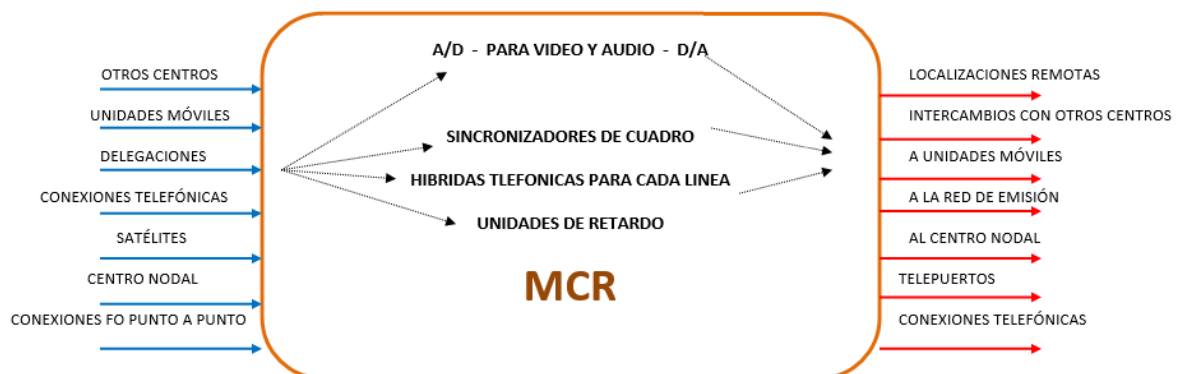 A/D - PARA VIDEO Y AUDIO - D/A
OTROS CENTROS
UNIDADES MÓVILES
DELEGACIONES
CONEXIONES TELEFÓNICAS
SATÉLITES
CENTRO NODAL
CONEXIONES FO PUNTO A PUNTO
SINCRONIZADORES DE CUADRO
HIBRIDAS TLEFONICAS PARA CADA LINEA
UNIDADES DE RETARDO
MCR
LOCALIZACIONES REMOTAS
INTERCAMBIOS CON OTROS CENTROS
A UNIDADES MÓVILES
A LA RED DE EMISIÓN
AL CENTRO NODAL
TELEPUERTOS
CONEXIONES TELEFÓNICAS